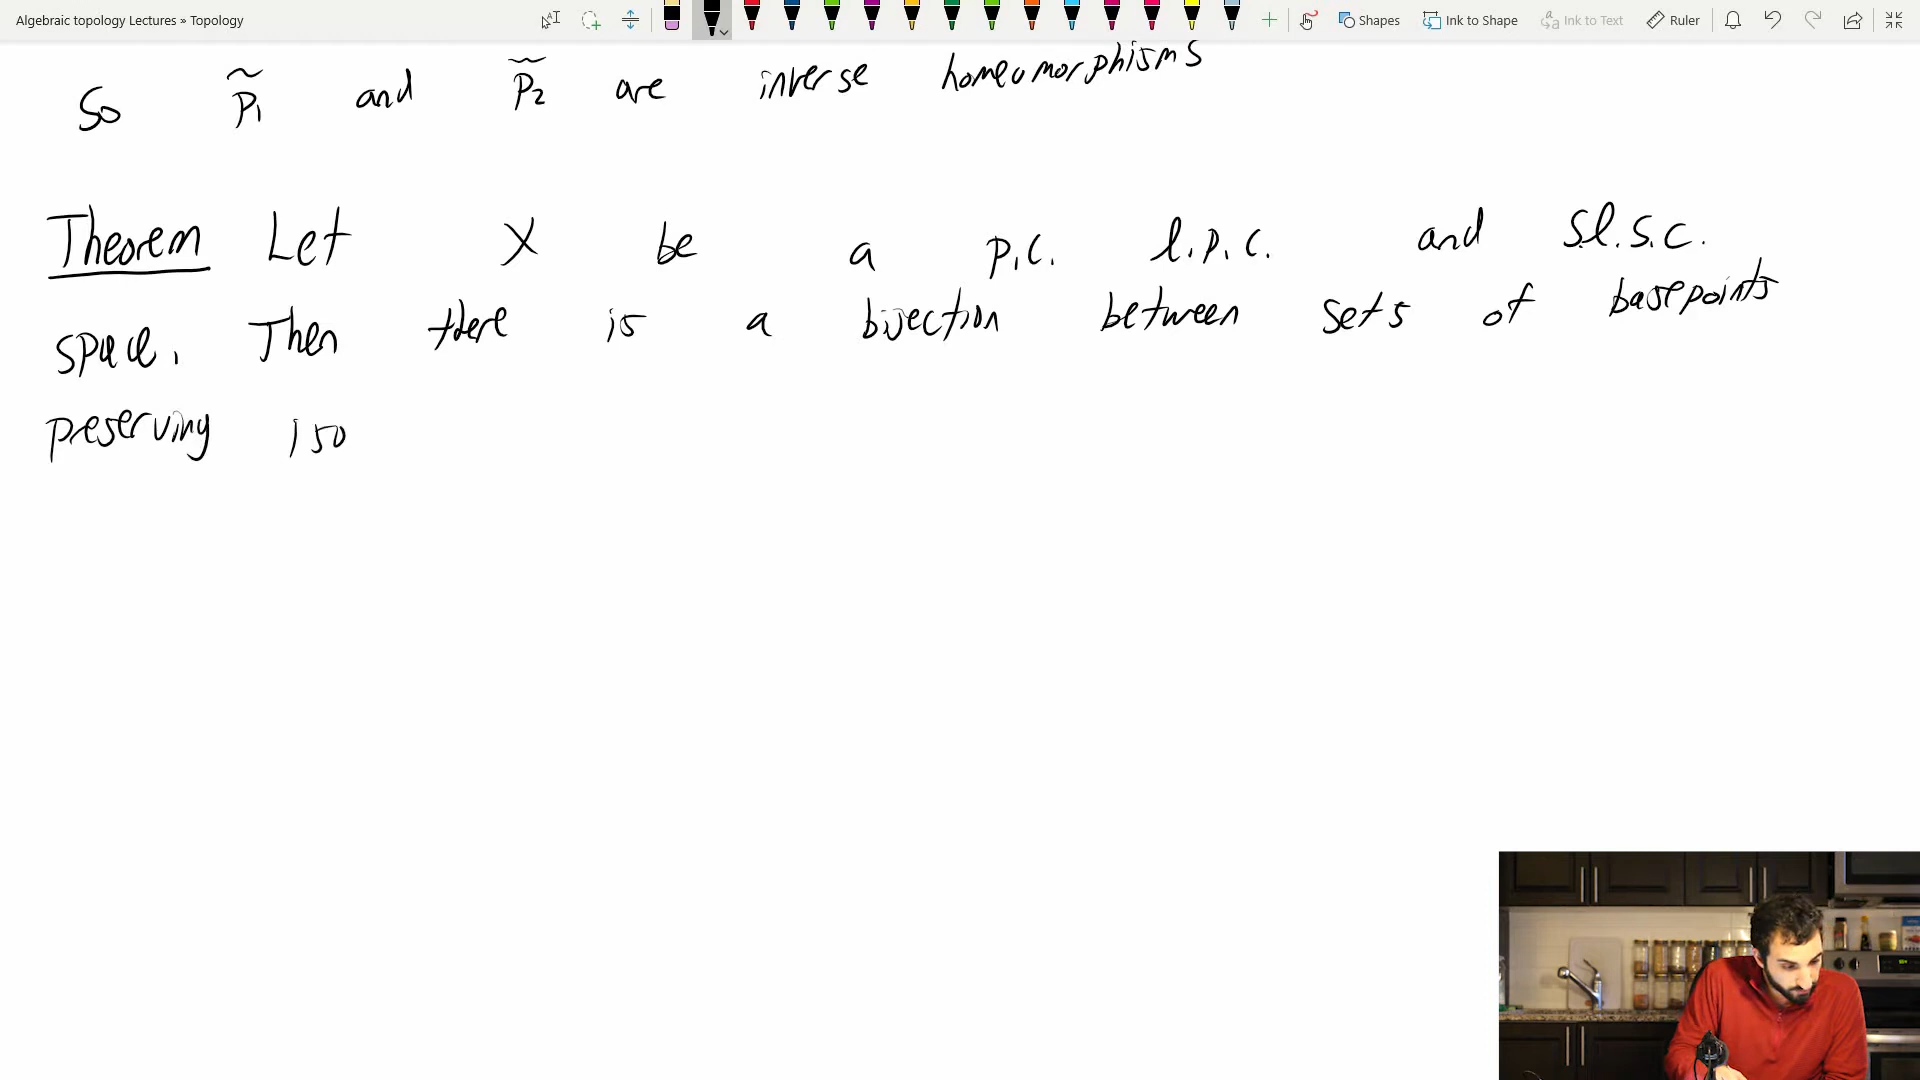 Algebraic topology Lectures » Topology
Shapes Ink to Shape Ink to Text Ruler
So p̃₁ and p̃₂ are inverse homeomorphisms
Theorem Let X be a p.c. l.p.c. and s.l.s.c.
space. Then there is a bijection between sets of basepoints
preserving iso